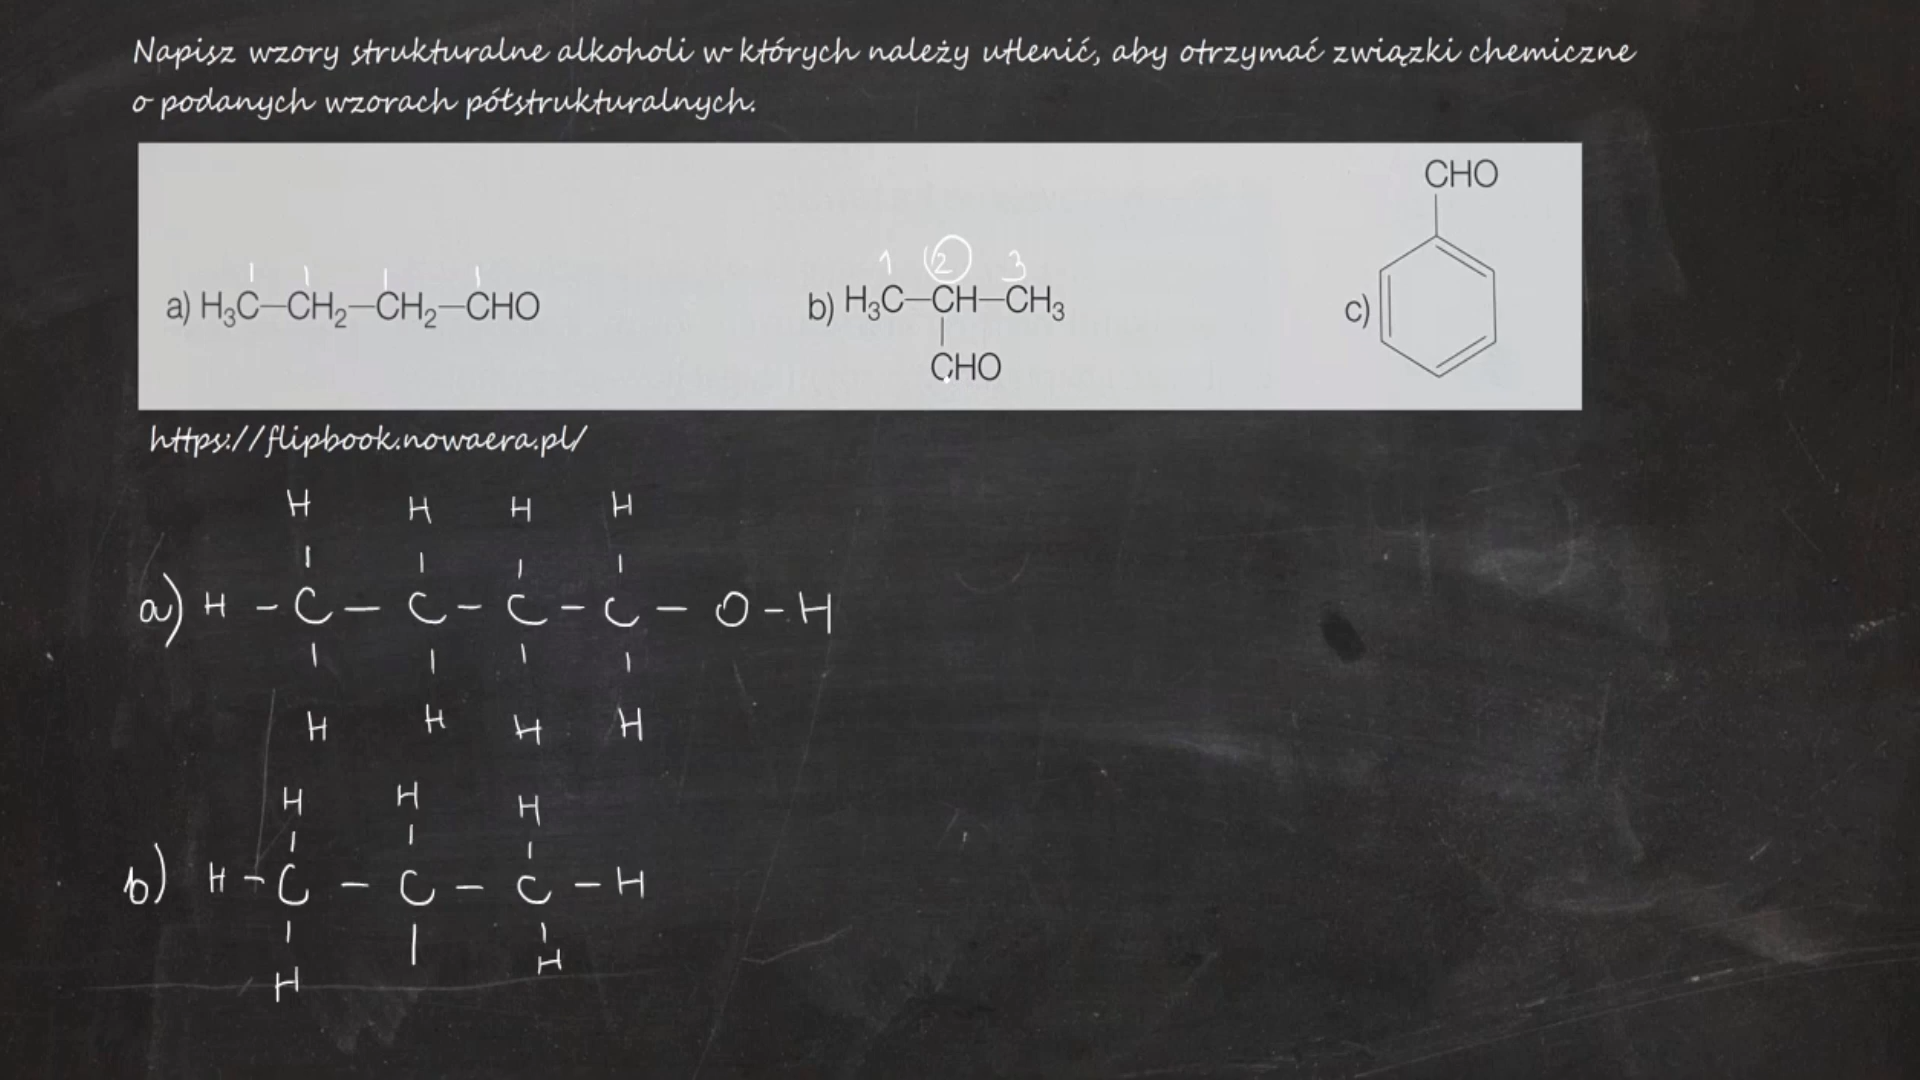 Napisz wzory strukturalne alkoholi w których należy utlenić, aby otrzymać związki chemiczne
o podanych wzorach półstrukturalnych.
CHO
1 2 3
a) H₃C—CH₂—CH₂—CHO b) H₃C—CH—CH₃ c)
CHO
https://flipbook.nowaera.pl/
H H H H
a) H - C - C - C - C - O - H
H H H H
H H H
b) H - C - C - C - H
H H